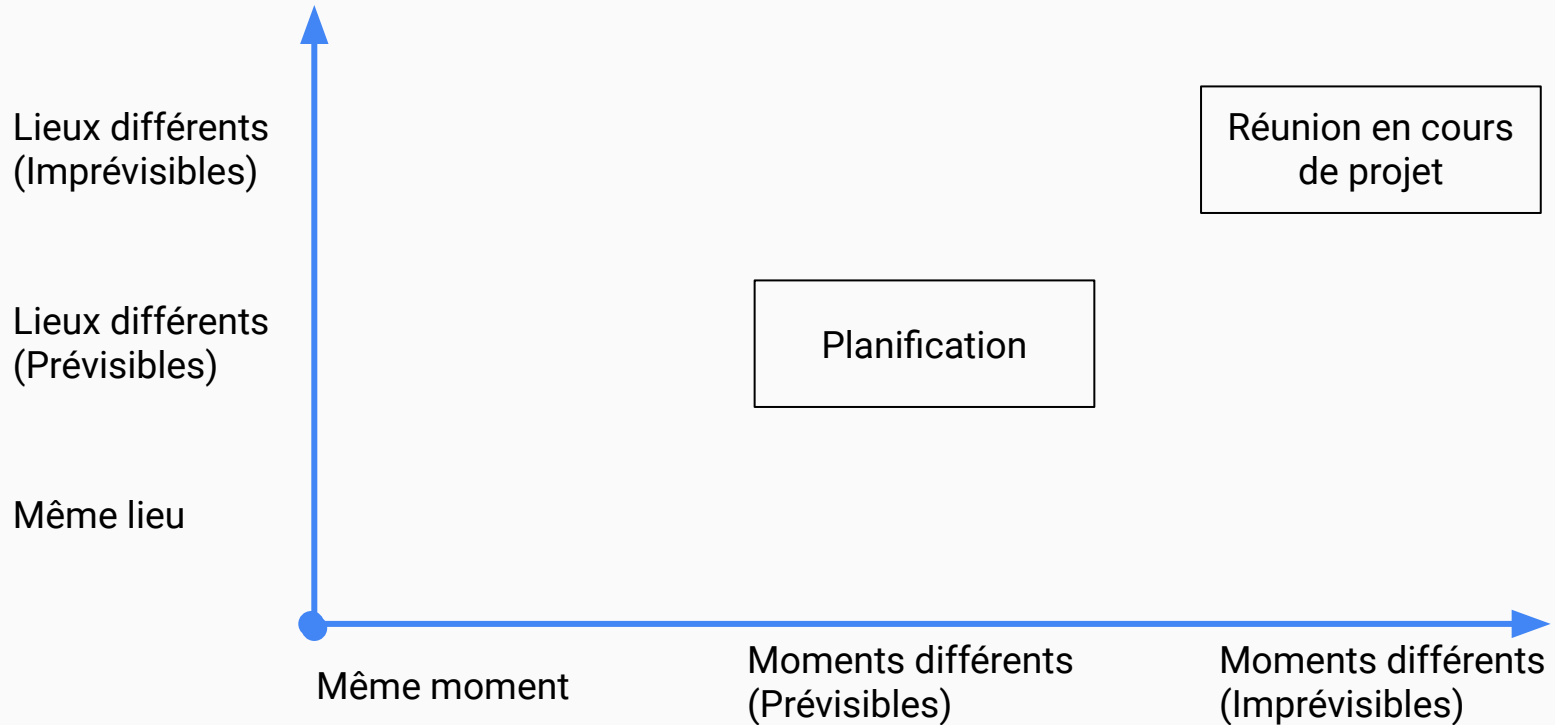 Lieux différents
(Imprévisibles)
Réunion en cours
de projet
Lieux différents
(Prévisibles)
Planification
Même lieu
Même moment
Moments différents
(Prévisibles)
Moments différents
(Imprévisibles)